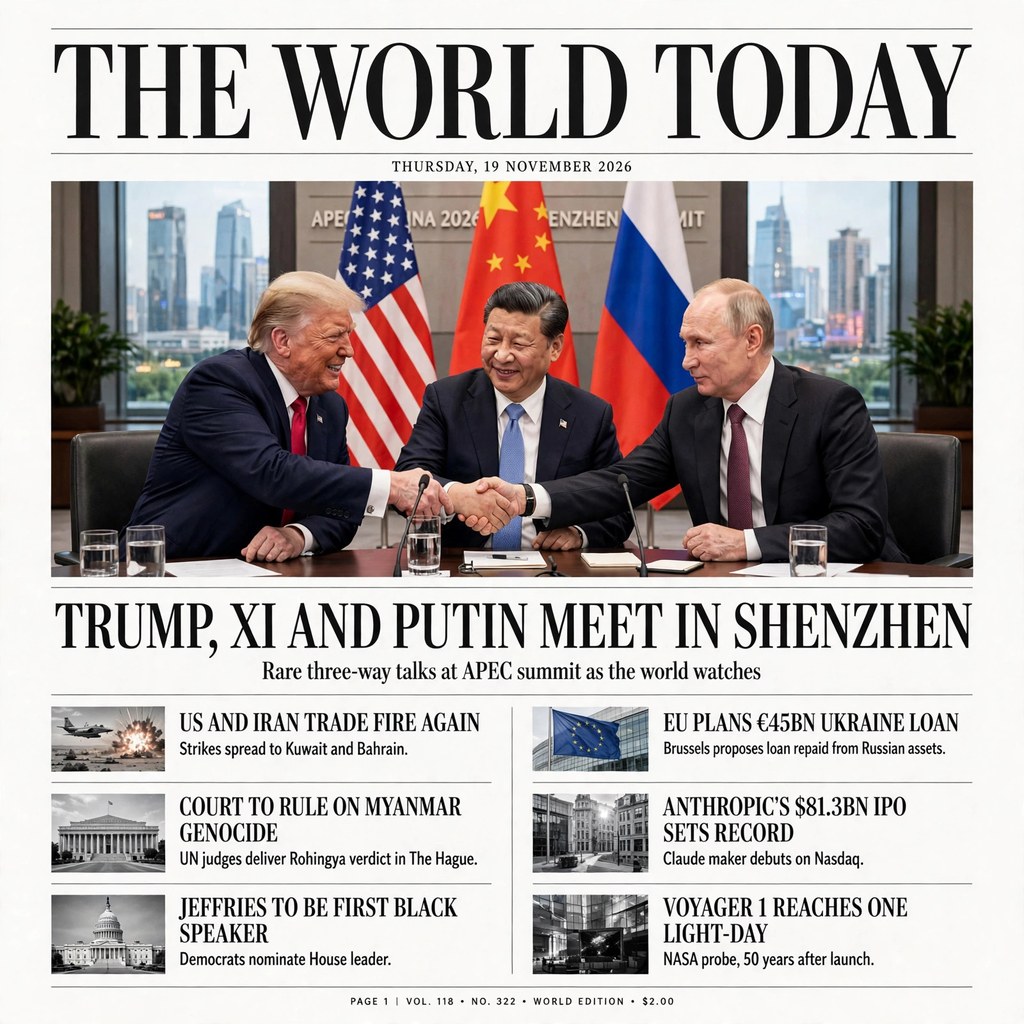 THE WORLD TODAY
THURSDAY, 19 NOVEMBER 2026
APEC NA 2026 ENZHEN MIT
TRUMP, XI AND PUTIN MEET IN SHENZHEN
Rare three-way talks at APEC summit as the world watches
US AND IRAN TRADE FIRE AGAIN
Strikes spread to Kuwait and Bahrain.
COURT TO RULE ON MYANMAR
GENOCIDE
UN judges deliver Rohingya verdict in The Hague.
JEFFRIES TO BE FIRST BLACK
SPEAKER
Democrats nominate House leader.
EU PLANS €45BN UKRAINE LOAN
Brussels proposes loan repaid from Russian assets.
ANTHROPIC'S $81.3BN IPO
SETS RECORD
Claude maker debuts on Nasdaq.
VOYAGER 1 REACHES ONE
LIGHT-DAY
NASA probe, 50 years after launch.
PAGE 1 | VOL. 118 • NO. 322 • WORLD EDITION • $2.00